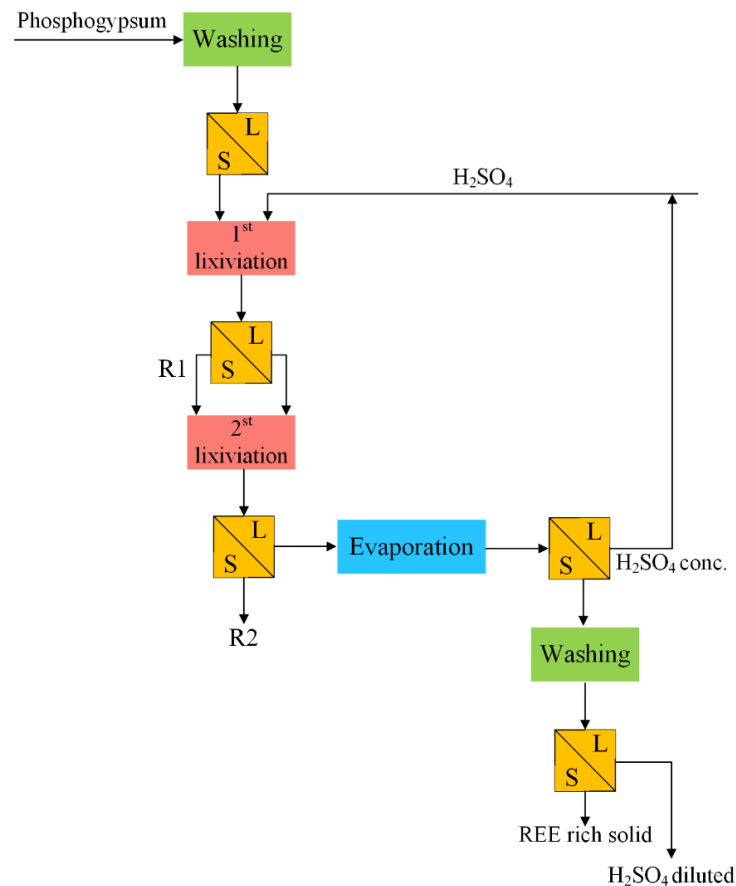 Phosphogypsum
Washing
L
S
H₂SO₄
1st
lixiviation
L
S
R1
2st
lixiviation
L
S
Evaporation
L
S
H₂SO₄ conc.
R2
Washing
L
S
REE rich solid
H₂SO₄ diluted